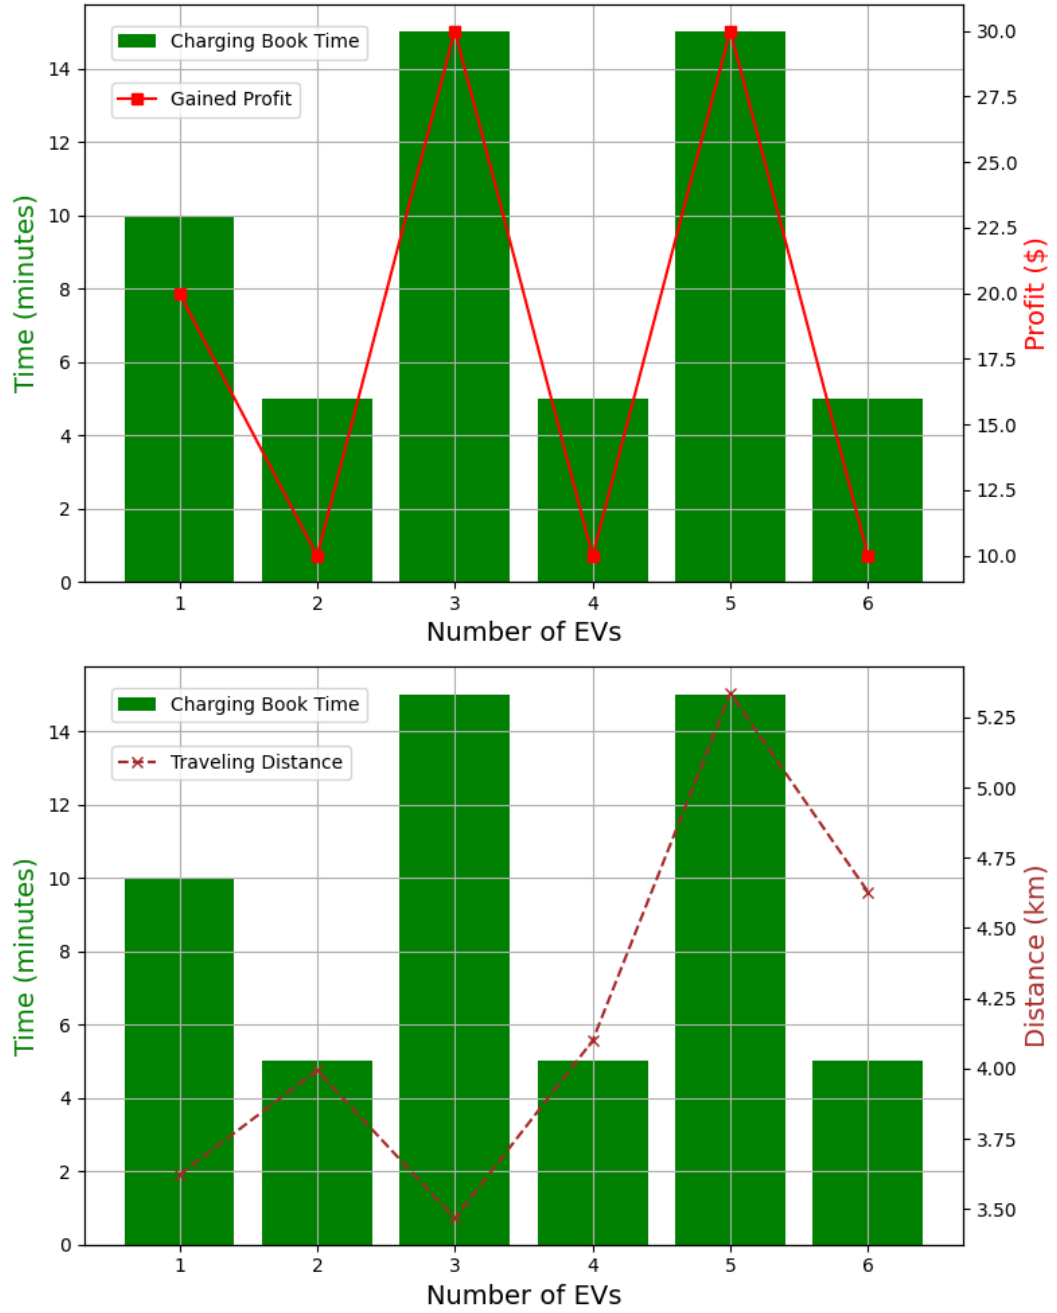 Charging Book Time
Gained Profit
14
12
10
8
6
4
2
0
Time (minutes)
30.0
27.5
25.0
22.5
20.0
17.5
15.0
12.5
10.0
Profit ($)
1 2 3 4 5 6
Number of EVs
Charging Book Time
Traveling Distance
14
12
10
8
6
4
2
0
Time (minutes)
5.25
5.00
4.75
4.50
4.25
4.00
3.75
3.50
Distance (km)
1 2 3 4 5 6
Number of EVs